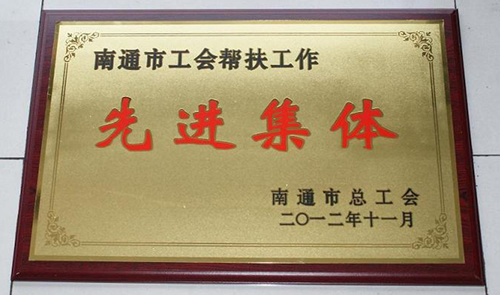 南通市工会帮扶工作
先进集体
南通市总工会
二〇一二年十一月